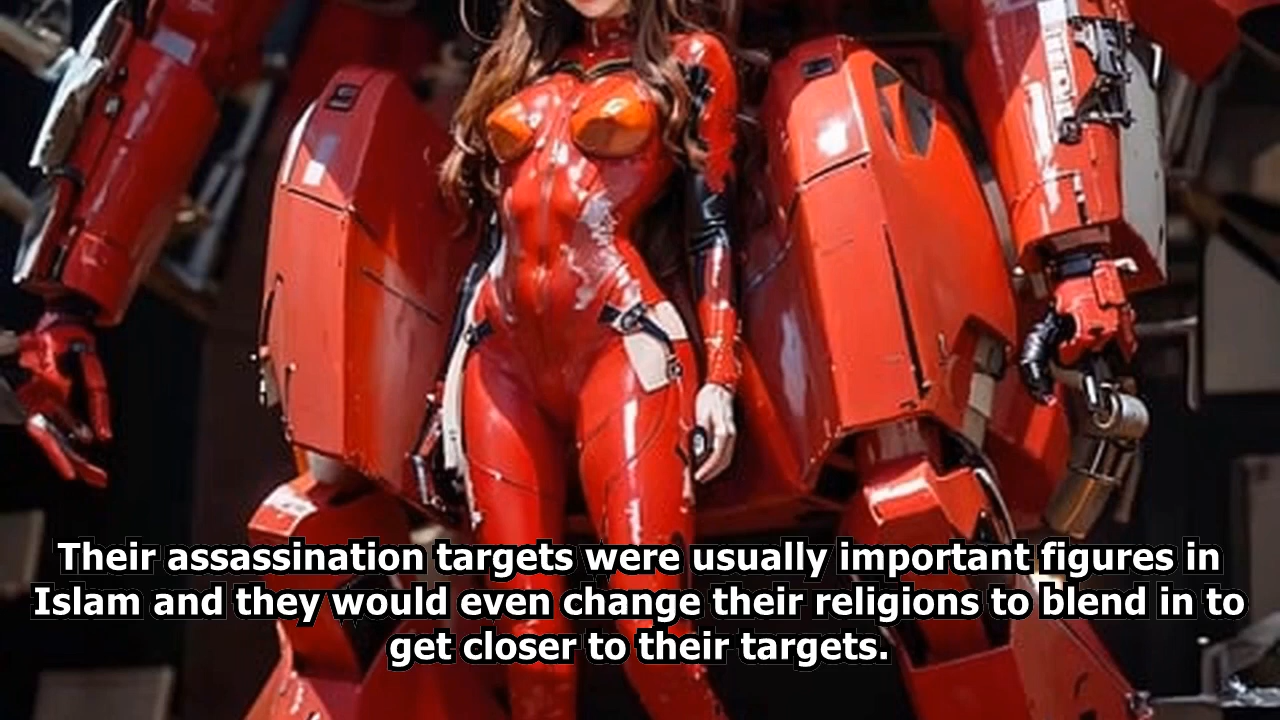 Their assassination targets were usually important figures in
Islam and they would even change their religions to blend in to
get closer to their targets.